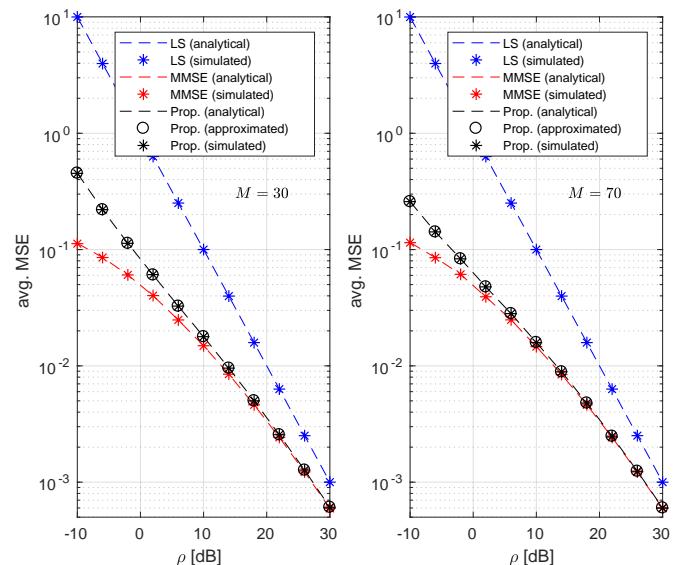 10^1
10^0
10^-1
10^-2
10^-3
avg. MSE
-10 0 10 20 30
ρ [dB]
LS (analytical)
LS (simulated)
MMSE (analytical)
MMSE (simulated)
Prop. (analytical)
Prop. (approximated)
Prop. (simulated)
M = 30
10^1
10^0
10^-1
10^-2
10^-3
avg. MSE
-10 0 10 20 30
ρ [dB]
LS (analytical)
LS (simulated)
MMSE (analytical)
MMSE (simulated)
Prop. (analytical)
Prop. (approximated)
Prop. (simulated)
M = 70